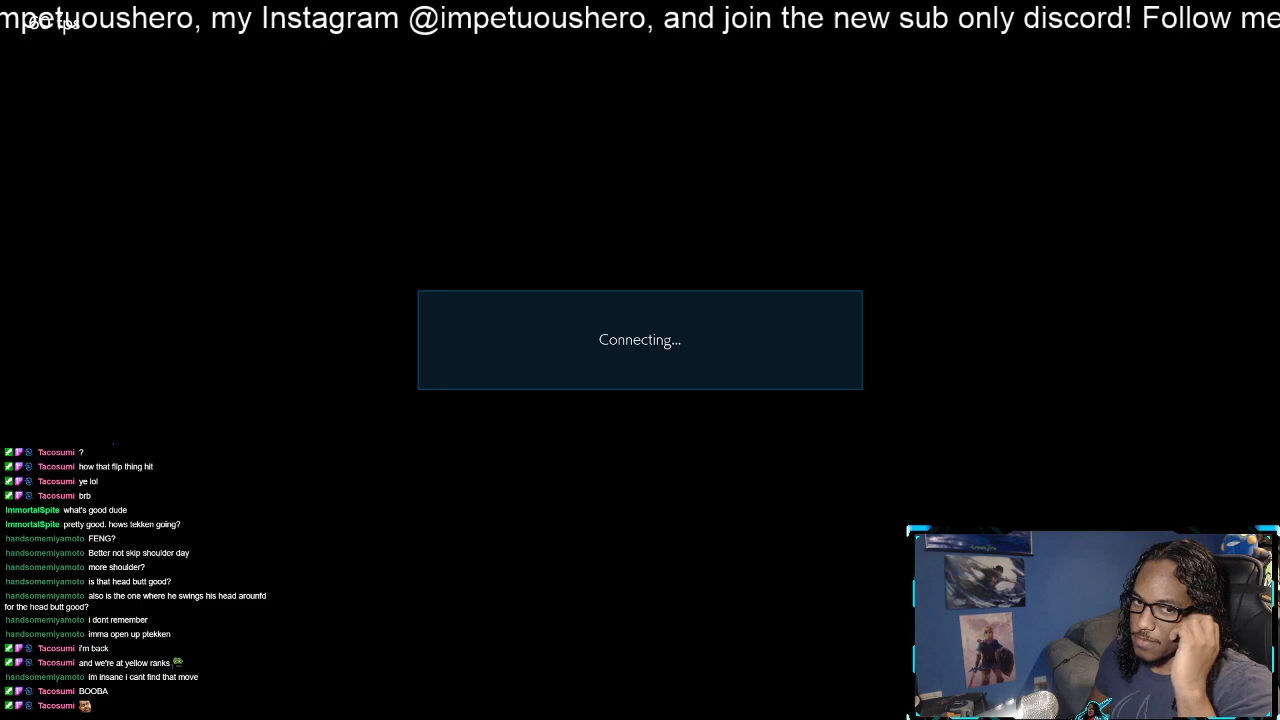 mpetuoushero, my Instagram @impetuoushero, and join the new sub only discord! Follow me
60 fps
Connecting...
Tacosumi ?
Tacosumi how that flip thing hit
Tacosumi ye lol
Tacosumi brb
ImmortalSpite what's good dude
ImmortalSpite pretty good. hows tekken going?
handsomemiyamoto FENG?
handsomemiyamoto Better not skip shoulder day
handsomemiyamoto more shoulder?
handsomemiyamoto is that head butt good?
handsomemiyamoto also is the one where he swings his head arounfd
for the head butt good?
handsomemiyamoto i dont remember
handsomemiyamoto imma open up ptekken
Tacosumi i'm back
Tacosumi and we're at yellow ranks
handsomemiyamoto im insane i cant find that move
Tacosumi BOOBA
Tacosumi